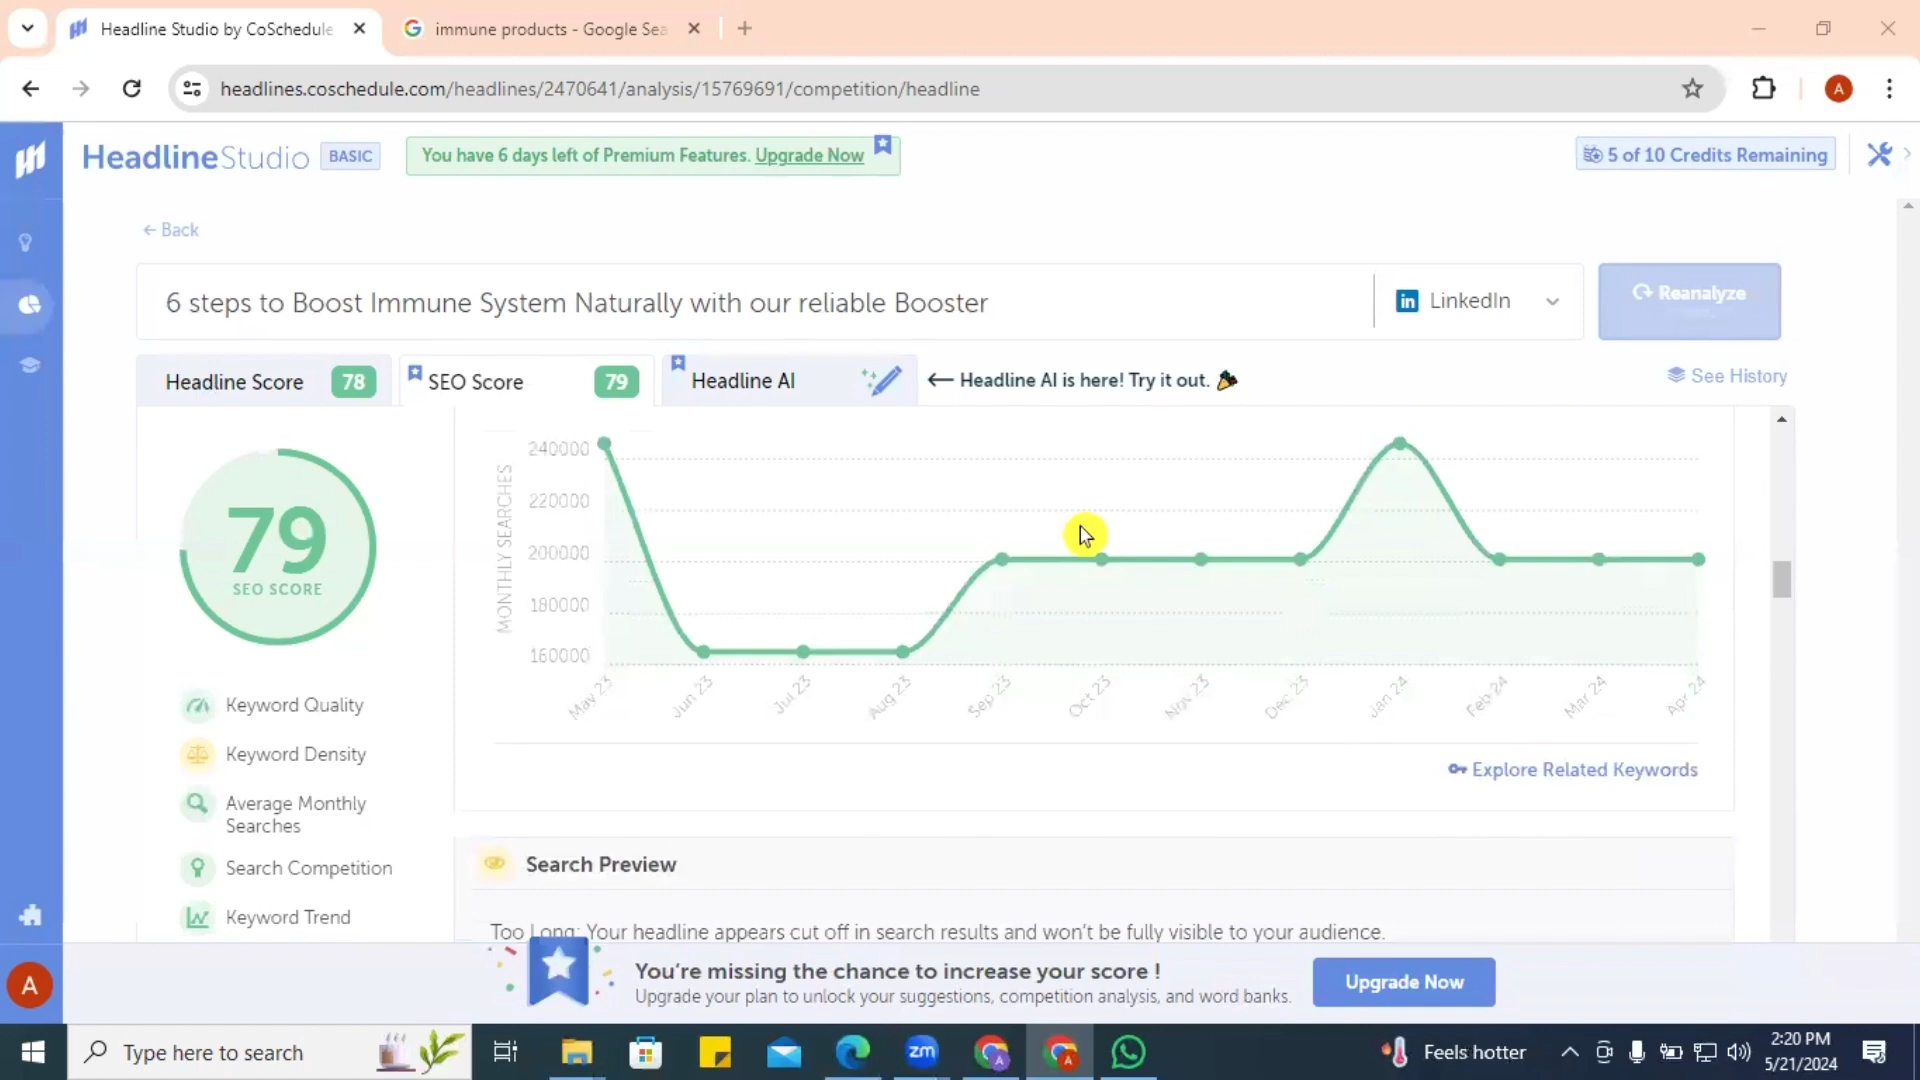 Headline Studio by CoSchedule
immune products - Google Sea
headlines.coschedule.com/headlines/2470641/analysis/15769691/competition/headline
A
HeadlineStudio
BASIC
You have 6 days left of Premium Features. Upgrade Now
5 of 10 Credits Remaining
← Back
6 steps to Boost Immune System Naturally with our reliable Booster
in LinkedIn
Reanalyze
Headline Score 78
SEO Score 79
Headline AI
← Headline AI is here! Try it out.
See History
79
SEO SCORE
Keyword Quality
Keyword Density
Average Monthly
Searches
Search Competition
Keyword Trend
MONTHLY SEARCHES
240000
220000
200000
180000
160000
May 23
Jun 23
Jul 23
Aug 23
Sep 23
Oct 23
Nov 23
Dec 23
Jan 24
Feb 24
Mar 24
Apr 24
Explore Related Keywords
Search Preview
Too Long: Your headline appears cut off in search results and won't be fully visible to your audience.
You're missing the chance to increase your score !
Upgrade your plan to unlock your suggestions, competition analysis, and word banks.
Upgrade Now
A
Type here to search
zm
A
A
Feels hotter
2:20 PM
5/21/2024